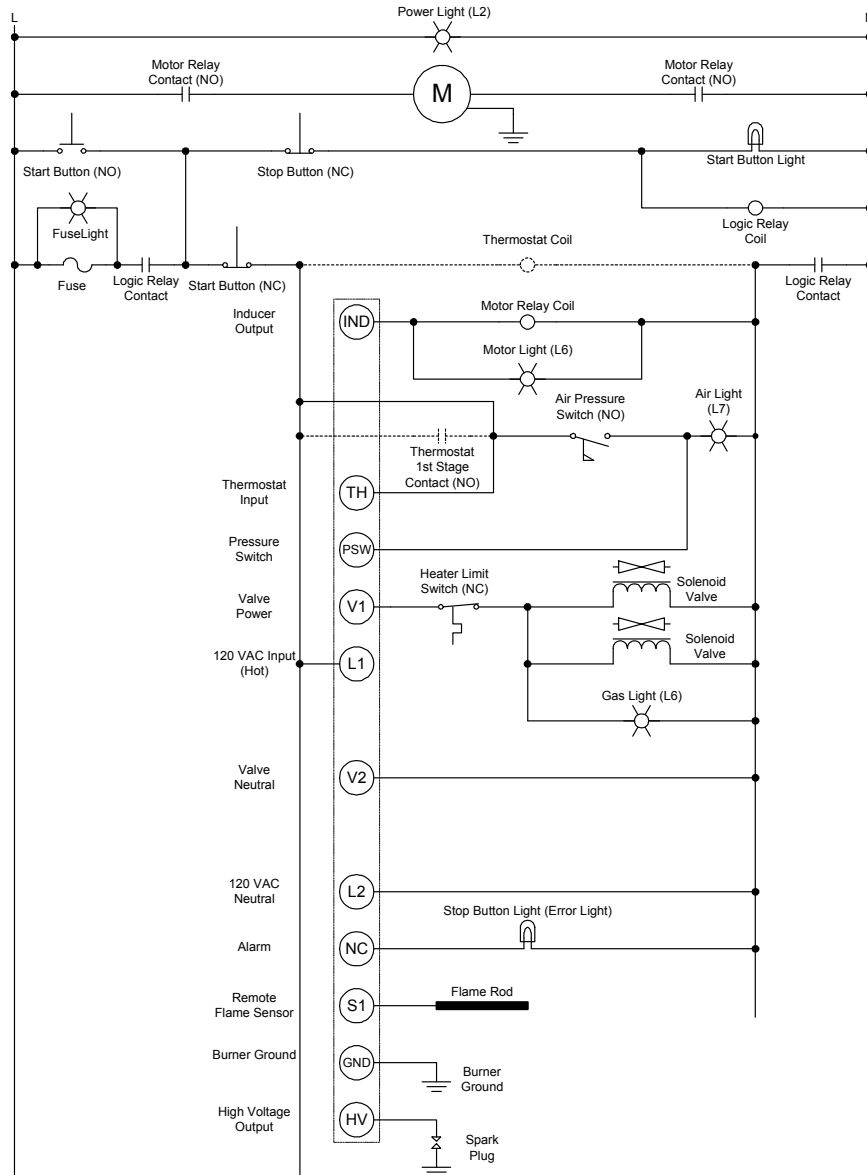 L
Power Light (L2)
Motor Relay
Contact (NO)
M
Motor Relay
Contact (NO)
Start Button (NO)
Stop Button (NC)
Start Button Light
FuseLight
Logic Relay
Coil
Fuse
Logic Relay
Contact
Start Button (NC)
Thermostat Coil
Logic Relay
Contact
Inducer
Output
IND
Motor Relay Coil
Motor Light (L6)
Air Pressure
Switch (NO)
Air Light
(L7)
Thermostat
1st Stage
Contact (NO)
Thermostat
Input
TH
Pressure
Switch
PSW
Valve
Power
V1
Heater Limit
Switch (NC)
Solenoid
Valve
Solenoid
Valve
120 VAC Input
(Hot)
L1
Gas Light (L6)
Valve
Neutral
V2
120 VAC
Neutral
L2
Stop Button Light (Error Light)
Alarm
NC
Remote
Flame Sensor
S1
Flame Rod
Burner Ground
GND
Burner
Ground
High Voltage
Output
HV
Spark
Plug